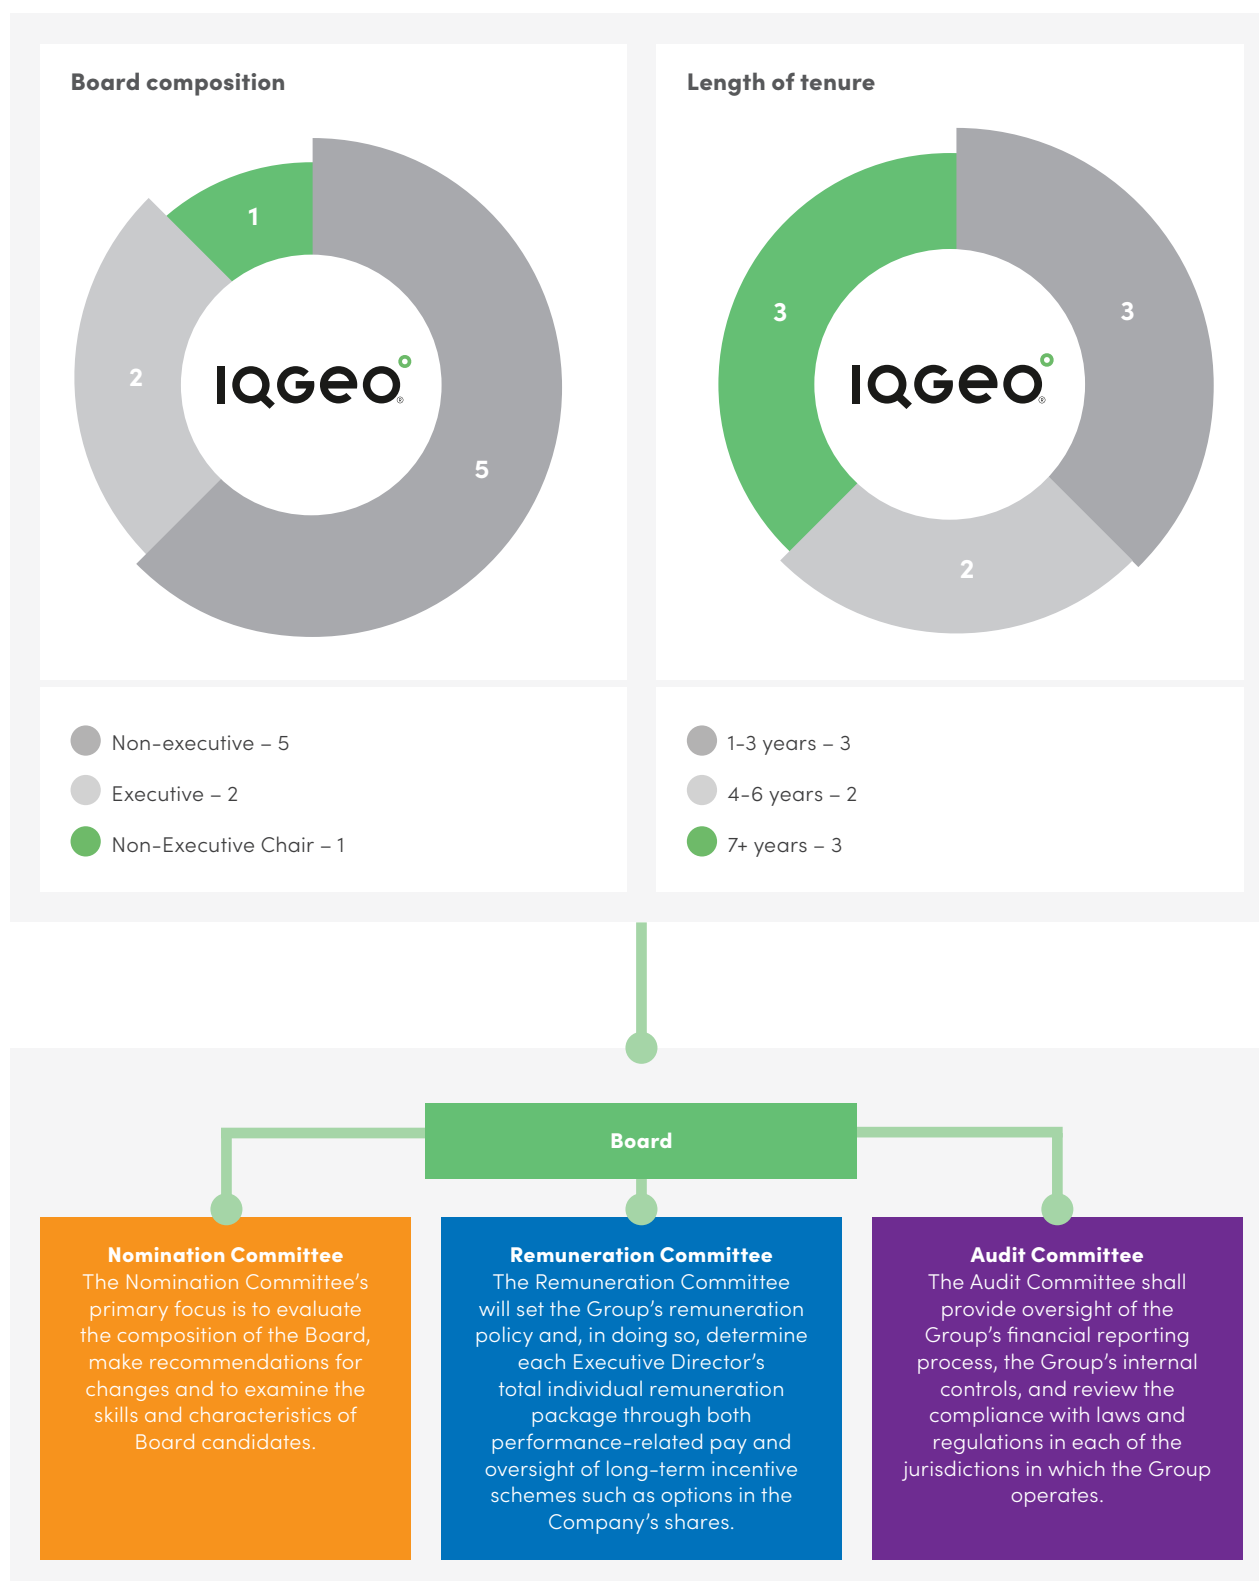 Board composition
1
2
5
IQGeo®
Non-executive – 5
Executive – 2
Non-Executive Chair – 1
Length of tenure
3
3
2
IQGeo®
1-3 years – 3
4-6 years – 2
7+ years – 3
Board
Nomination Committee
The Nomination Committee’s
primary focus is to evaluate
the composition of the Board,
make recommendations for
changes and to examine the
skills and characteristics of
Board candidates.
Remuneration Committee
The Remuneration Committee
will set the Group’s remuneration
policy and, in doing so, determine
each Executive Director’s
total individual remuneration
package through both
performance-related pay and
oversight of long-term incentive
schemes such as options in the
Company’s shares.
Audit Committee
The Audit Committee shall
provide oversight of the
Group’s financial reporting
process, the Group’s internal
controls, and review the
compliance with laws and
regulations in each of the
jurisdictions in which the Group
operates.